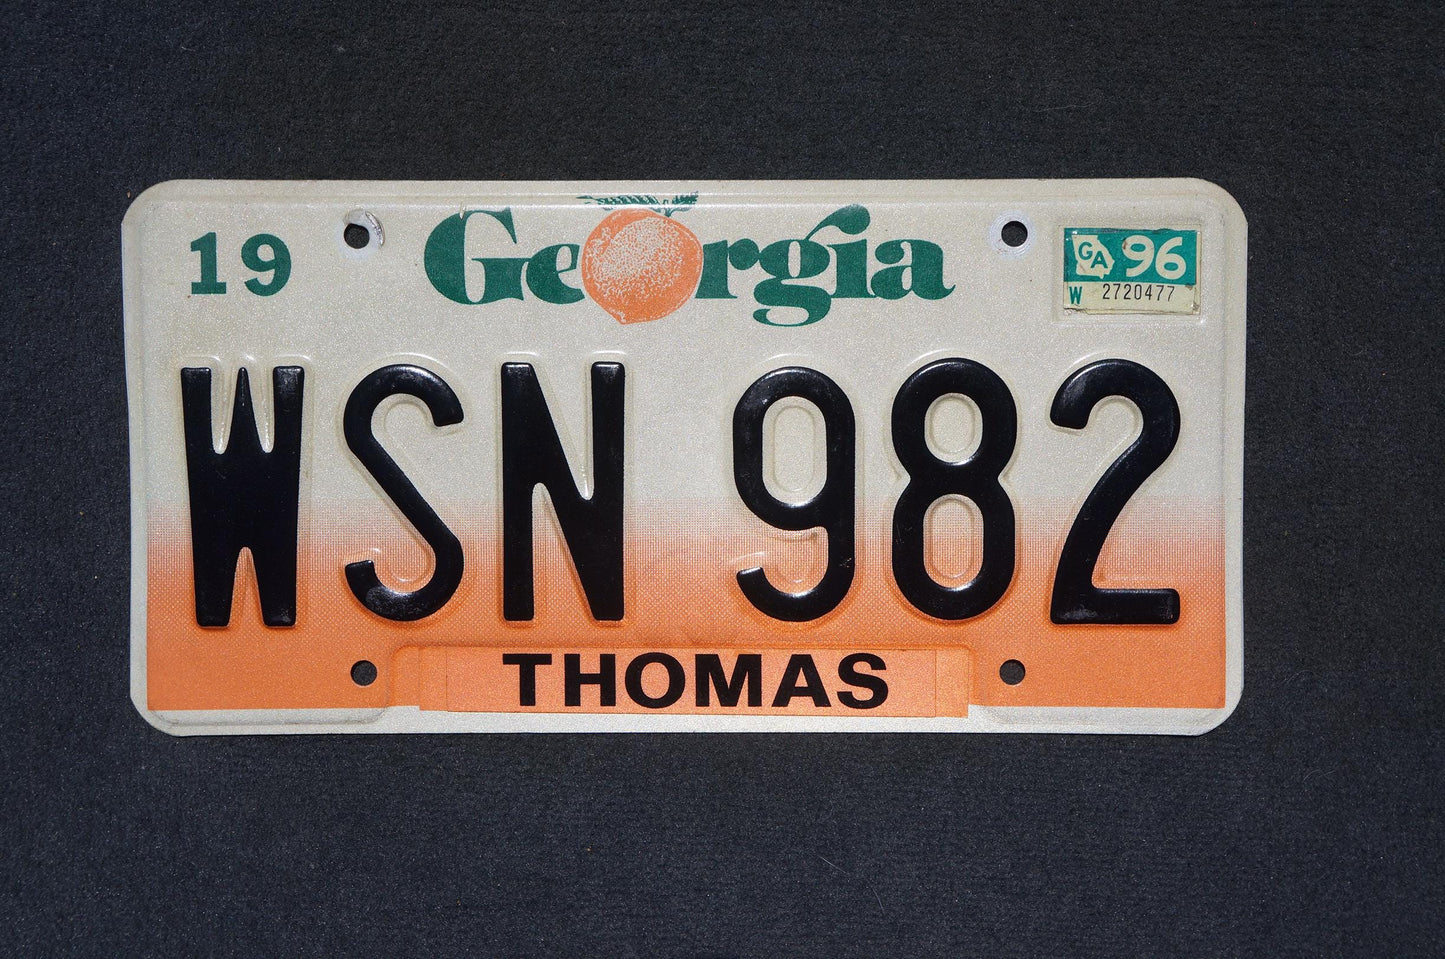 19 Georgia GA 96
W 2720477
WSN 982
THOMAS